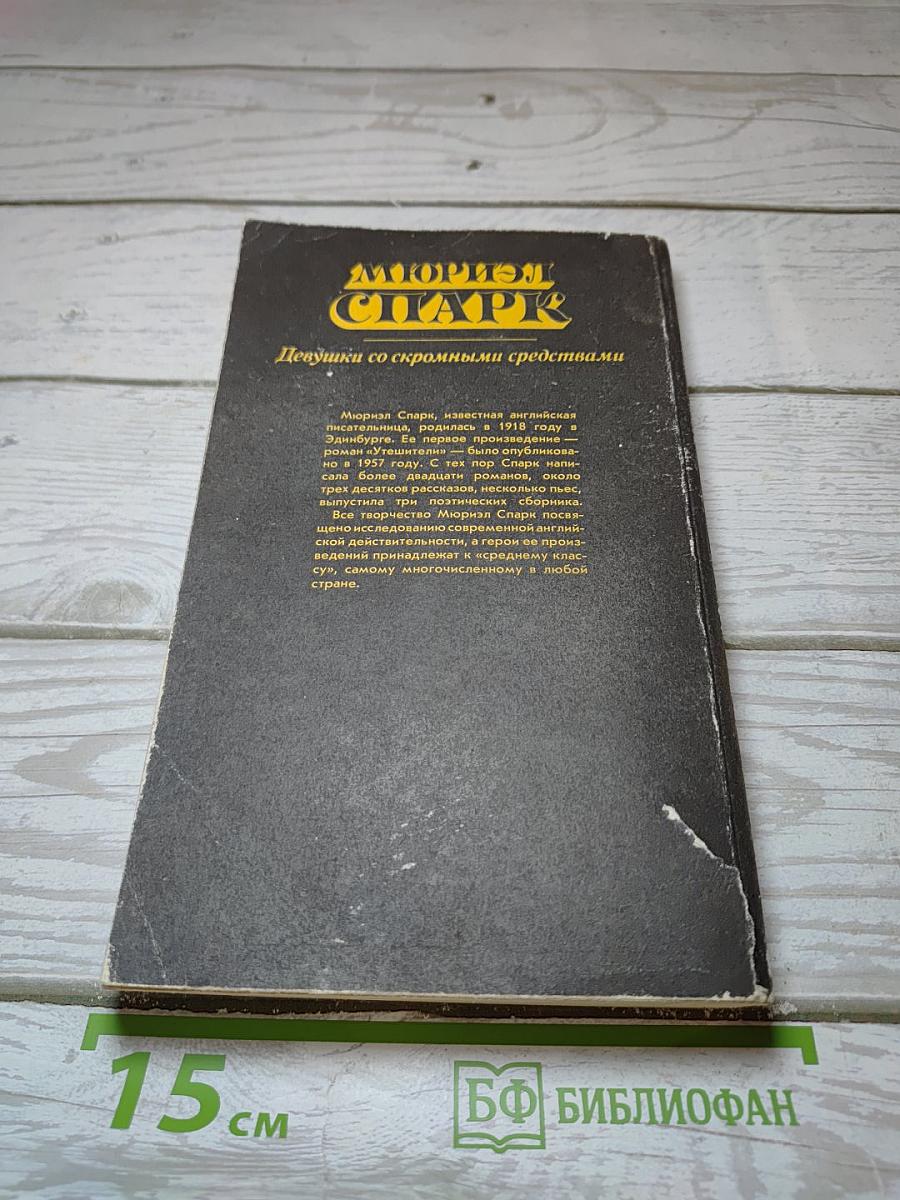 МЮРИЭЛ
СПАРК
Девушки со скромными средствами
Мюриэл Спарк, известная английская
писательница, родилась в 1918 году в
Эдинбурге. Ее первое произведение —
роман «Утешители» — было опубликова-
но в 1957 году. С тех пор Спарк напи-
сала более двадцати романов, около
трех десятков рассказов, несколько пьес,
выпустила три поэтических сборника.
Все творчество Мюриэл Спарк посвя-
щено исследованию современной англий-
ской действительности, а герои ее произ-
ведений принадлежат к «среднему клас-
су», самому многочисленному в любой
стране.
15 см
БФ БИБЛИОФАН